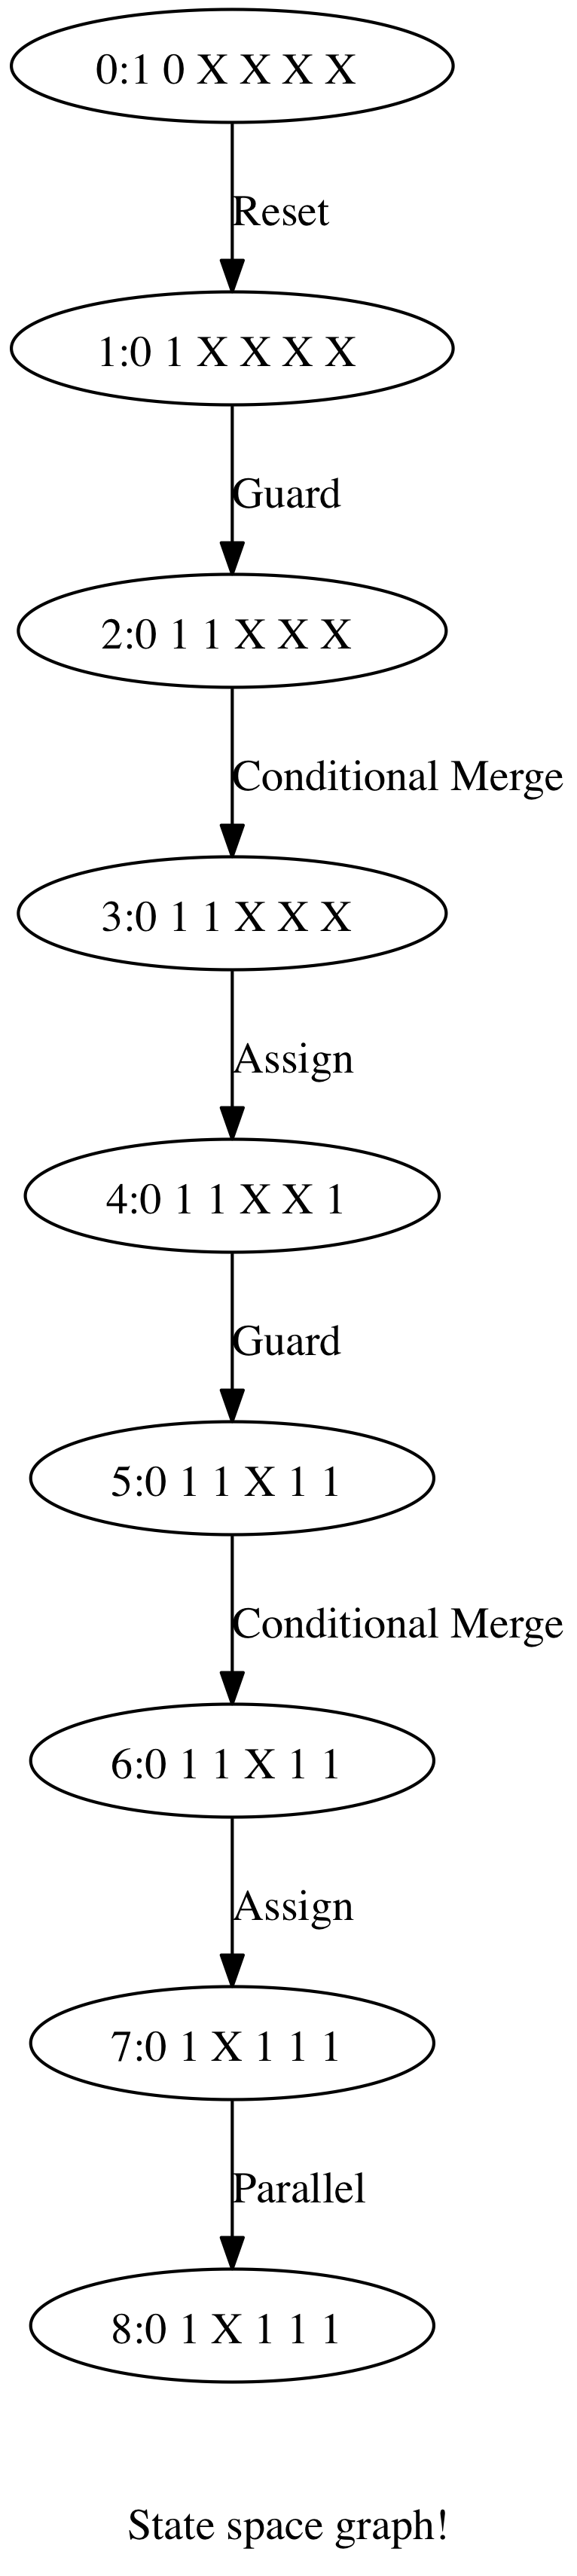 0:1 0 X X X X
Reset
1:0 1 X X X X
Guard
2:0 1 1 X X X
Conditional Merge
3:0 1 1 X X X
Assign
4:0 1 1 X X 1
Guard
5:0 1 1 X 1 1
Conditional Merge
6:0 1 1 X 1 1
Assign
7:0 1 X 1 1 1
Parallel
8:0 1 X 1 1 1
State space graph!